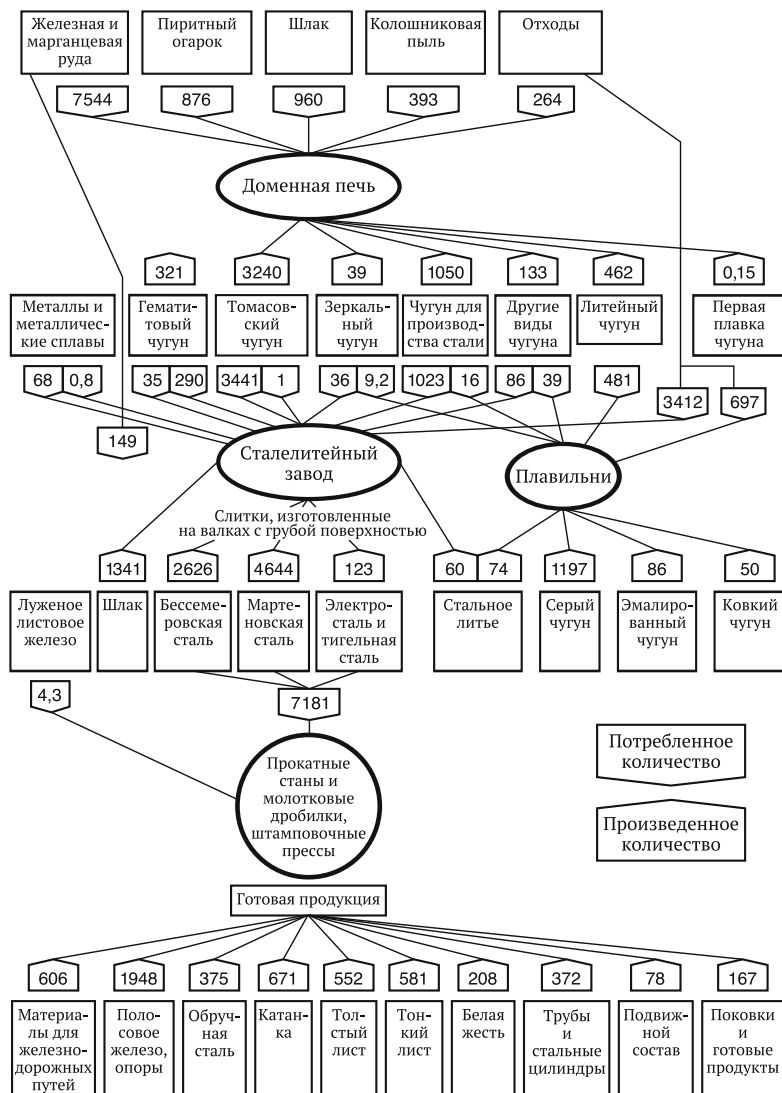 Железная и
марганцевая
руда
Пиритный
огарок
Шлак
Колошниковая
пыль
Отходы
7544
876
960
393
264
Доменная печь
321
3240
39
1050
133
462
0,15
Металлы и
металличес-
кие сплавы
Гемати-
товый
чугун
Томасов-
ский
чугун
Зеркаль-
ный
чугун
Чугун для
производ-
ства стали
Другие
виды
чугуна
Литейный
чугун
Первая
плавка
чугуна
68
0,8
35
290
3441
1
36
9,2
1023
16
86
39
481
3412
697
149
Сталелитейный
завод
Плавильни
Слитки, изготовленные
на валках с грубой поверхностью
1341
2626
4644
123
60
74
1197
86
50
Луженое
листовое
железо
Шлак
Бессеме-
ровская
сталь
Марте-
новская
сталь
Электро-
сталь и
тигельная
сталь
Стальное
литье
Серый
чугун
Эмалиро-
ванный
чугун
Ковкий
чугун
4,3
7181
Прокатные
станы и
молотковые
дробилки,
штамповочные
прессы
Потребленное
количество
Произведенное
количество
Готовая продукция
606
1948
375
671
552
581
208
372
78
167
Материа-
лы для
железно-
дорожных
путей
Поло-
совое
железо,
опоры
Обруч-
ная
сталь
Катан-
ка
Тол-
стый
лист
Тон-
кий
лист
Белая
жесть
Трубы
и
стальные
цилиндры
Подвиж-
ной
состав
Поковки
и
готовые
продукты